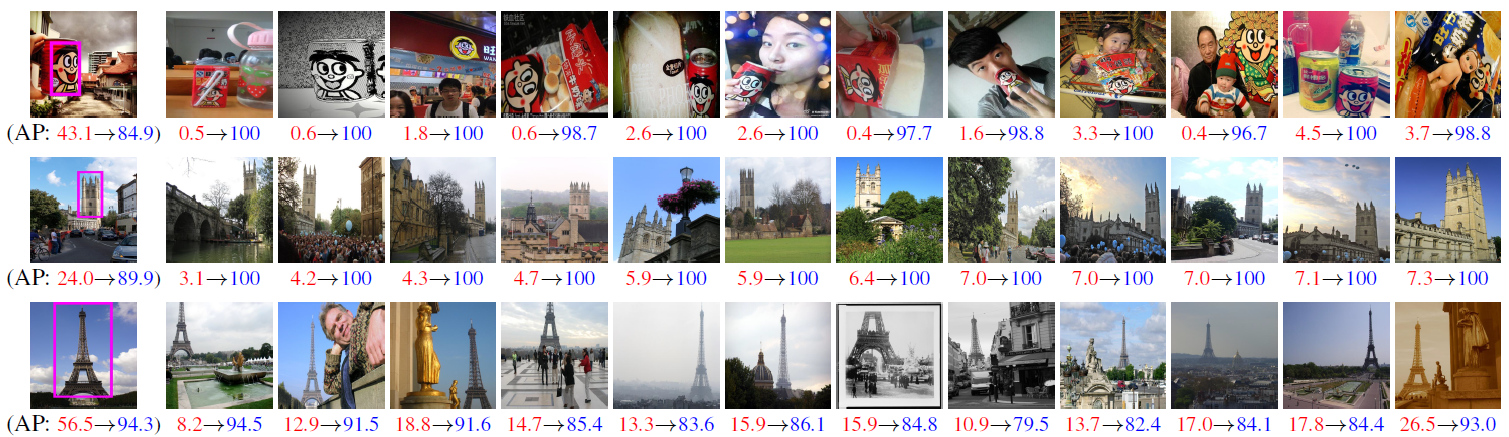 (AP: 43.1→84.9) 0.5→100 0.6→100 1.8→100 0.6→98.7 2.6→100 2.6→100 0.4→97.7 1.6→98.8 3.3→100 0.4→96.7 4.5→100 3.7→98.8
(AP: 24.0→89.9) 3.1→100 4.2→100 4.3→100 4.7→100 5.9→100 5.9→100 6.4→100 7.0→100 7.0→100 7.0→100 7.1→100 7.3→100
(AP: 56.5→94.3) 8.2→94.5 12.9→91.5 18.8→91.6 14.7→85.4 13.3→83.6 15.9→86.1 15.9→84.8 10.9→79.5 13.7→82.4 17.0→84.1 17.8→84.4 26.5→93.0